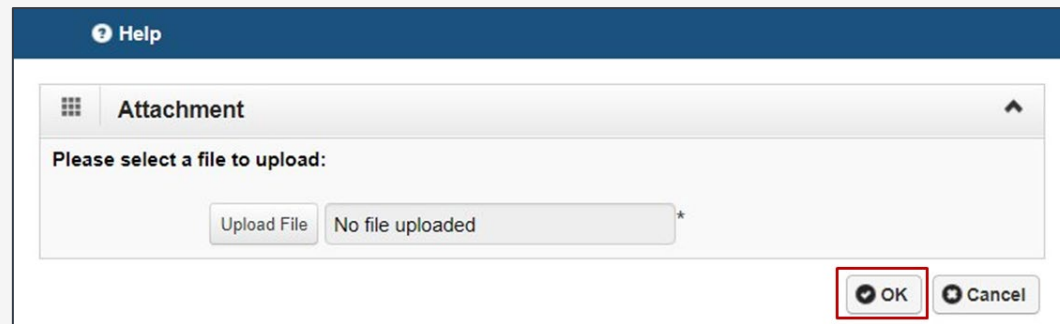 Help
Attachment
Please select a file to upload:
Upload File No file uploaded *
OK Cancel